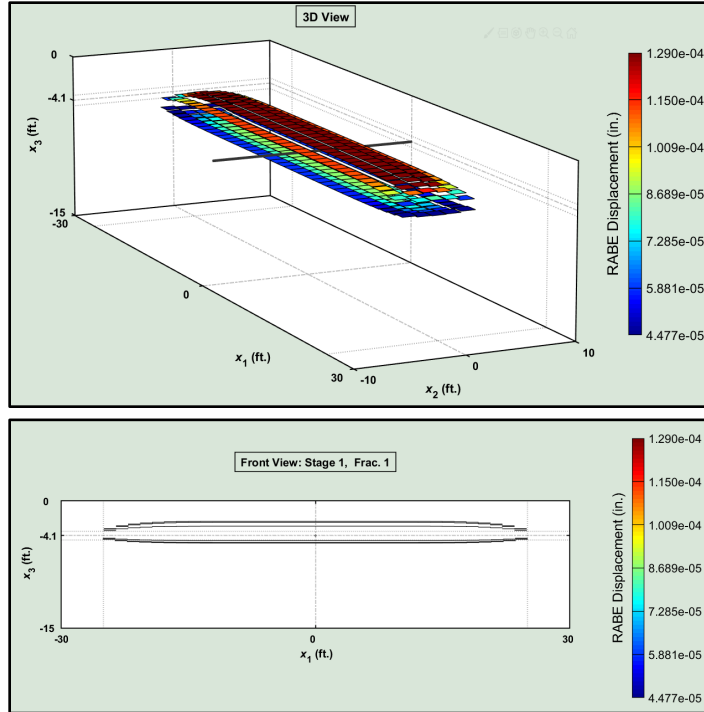 3D View
0
-4.1
-15
x3 (ft.)
-30
0
30
x1 (ft.)
-10
0
10
x2 (ft.)
1.290e-04
1.150e-04
1.009e-04
8.689e-05
7.285e-05
5.881e-05
4.477e-05
RABE Displacement (in.)
Front View: Stage 1, Frac. 1
0
-4.1
-15
x3 (ft.)
-30
0
30
x1 (ft.)
1.290e-04
1.150e-04
1.009e-04
8.689e-05
7.285e-05
5.881e-05
4.477e-05
RABE Displacement (in.)